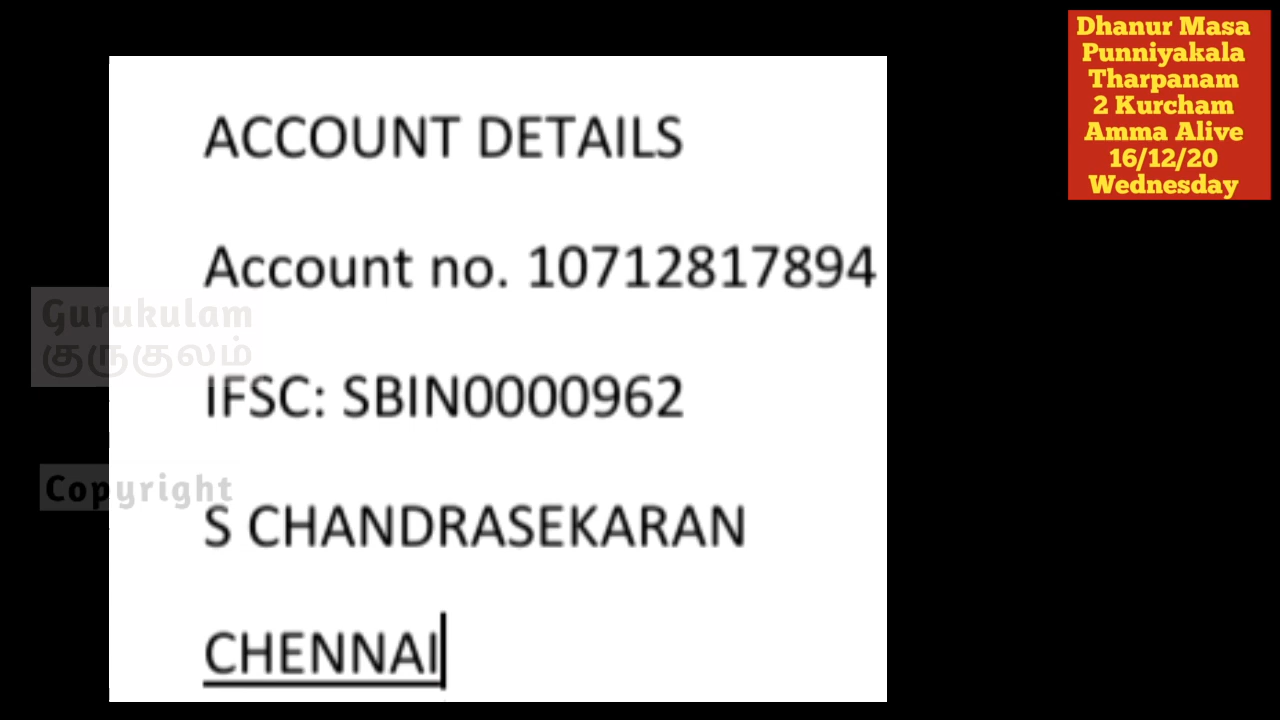 ACCOUNT DETAILS
Account no. 10712817894
IFSC: SBIN0000962
S CHANDRASEKARAN
CHENNAI
Dhanur Masa
Punniyakala
Tharpanam
2 Kurcham
Amma Alive
16/12/20
Wednesday
Gurukulam
குருகுலம்
Copyright